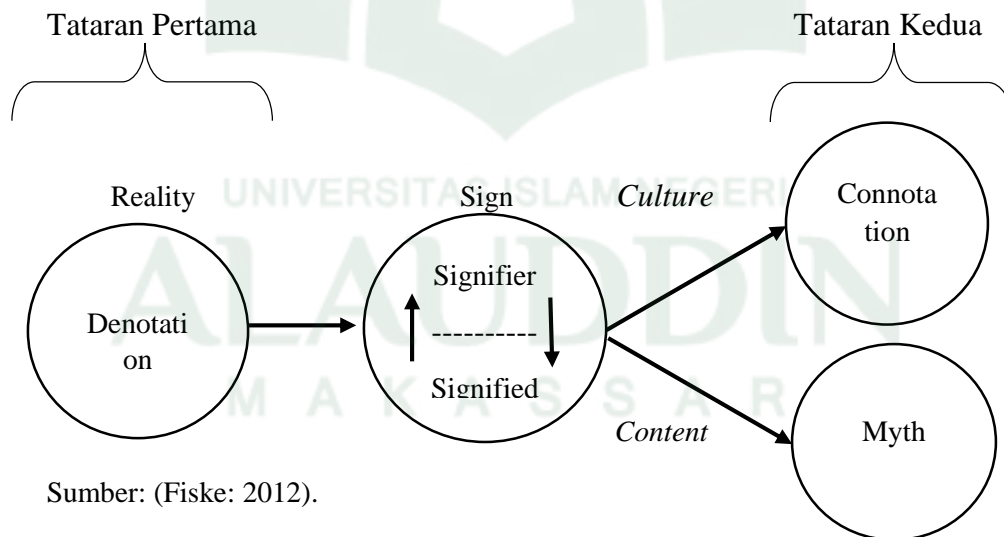 Tataran Pertama
Tataran Kedua
Reality
Sign
Culture
Connota
tion
UNIVERSITAS ISLAM NEGERI
ALAUDDIN
MAKASSAR
Signifier
Denotati
on
Signified
Content
Myth
Sumber: (Fiske: 2012).